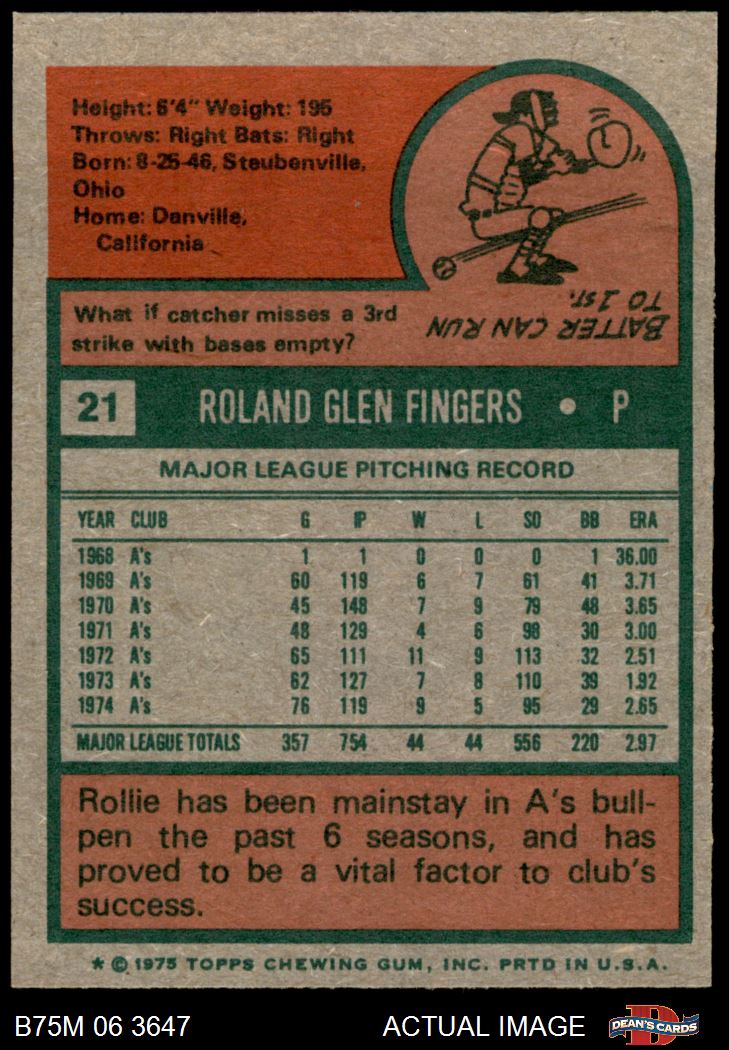 Height: 6'4" Weight: 195
Throws: Right Bats: Right
Born: 8-25-46, Steubenville,
Ohio
Home: Danville,
California
What if catcher misses a 3rd
strike with bases empty?
BATTER CAN RUN
TO 1ST.
21 ROLAND GLEN FINGERS • P
MAJOR LEAGUE PITCHING RECORD
YEAR CLUB G IP W L SO BB ERA
1968 A's 1 1 0 0 0 1 36.00
1969 A's 60 119 6 7 61 41 3.71
1970 A's 45 148 7 9 79 48 3.65
1971 A's 48 129 4 6 98 30 3.00
1972 A's 65 111 11 9 113 32 2.51
1973 A's 62 127 7 8 110 39 1.92
1974 A's 76 119 9 5 95 29 2.65
MAJOR LEAGUE TOTALS 357 754 44 44 556 220 2.97
Rollie has been mainstay in A's bull-
pen the past 6 seasons, and has
proved to be a vital factor to club's
success.
* © 1975 TOPPS CHEWING GUM, INC. PRTD IN U.S.A.
B75M 06 3647 ACTUAL IMAGE DEAN'S CARDS